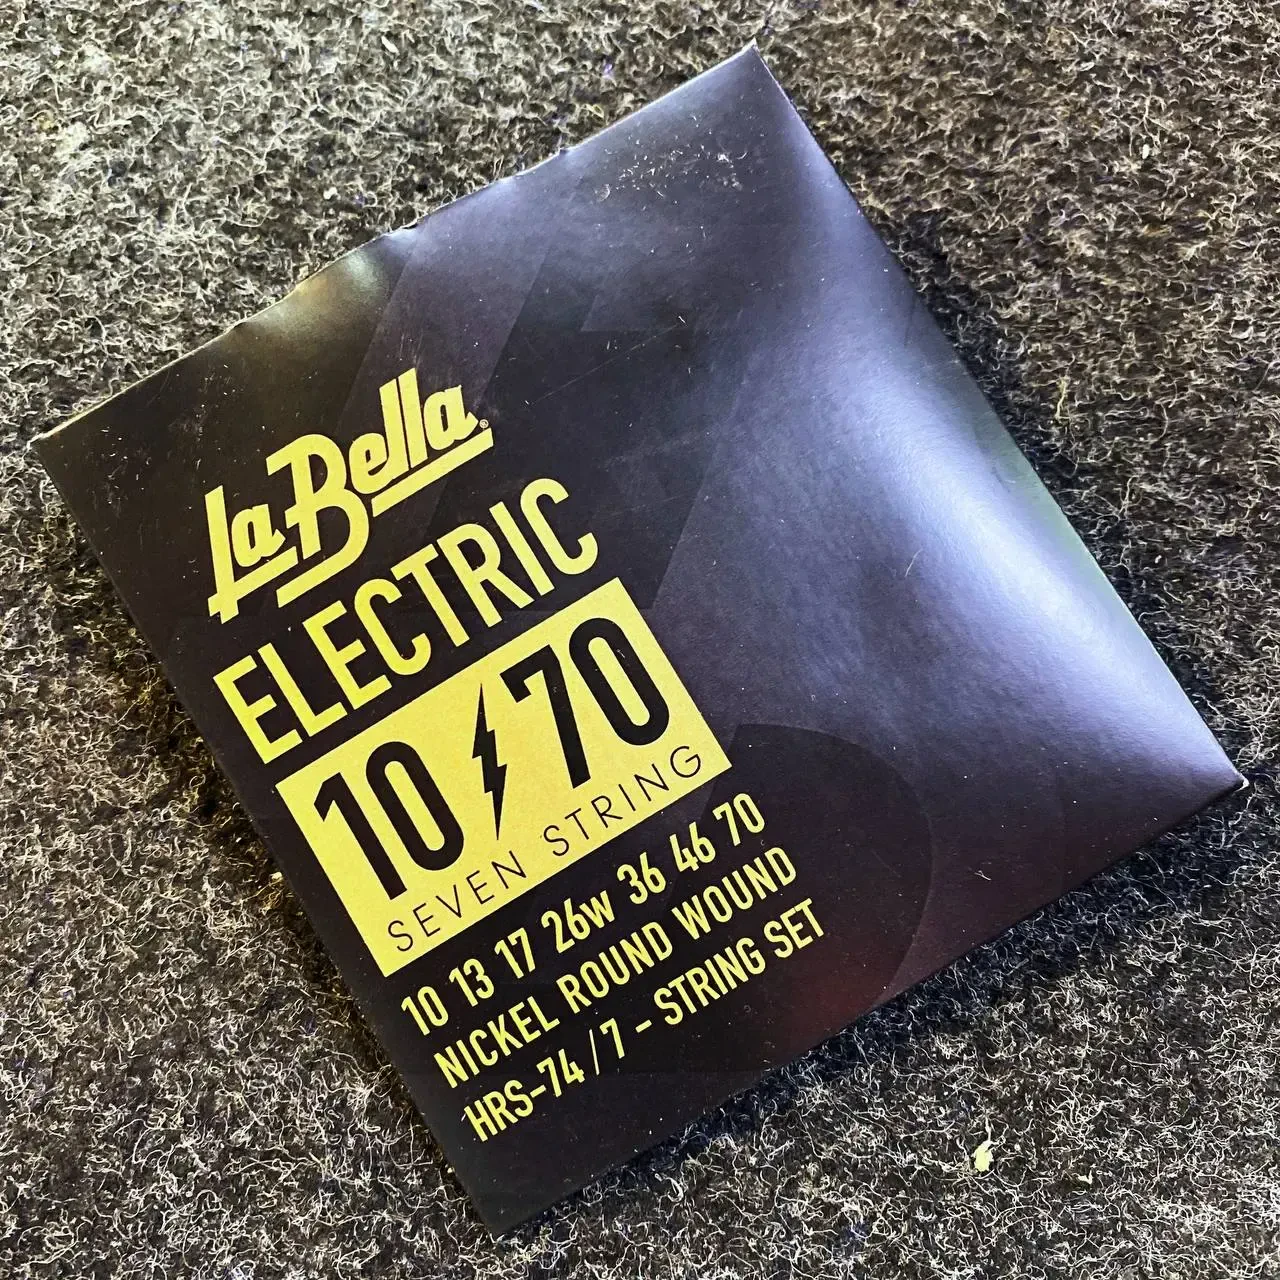 La Bella®
ELECTRIC
10 70
SEVEN STRING
10 13 17 26w 36 46 70
NICKEL ROUND WOUND
HRS-74 / 7 - STRING SET